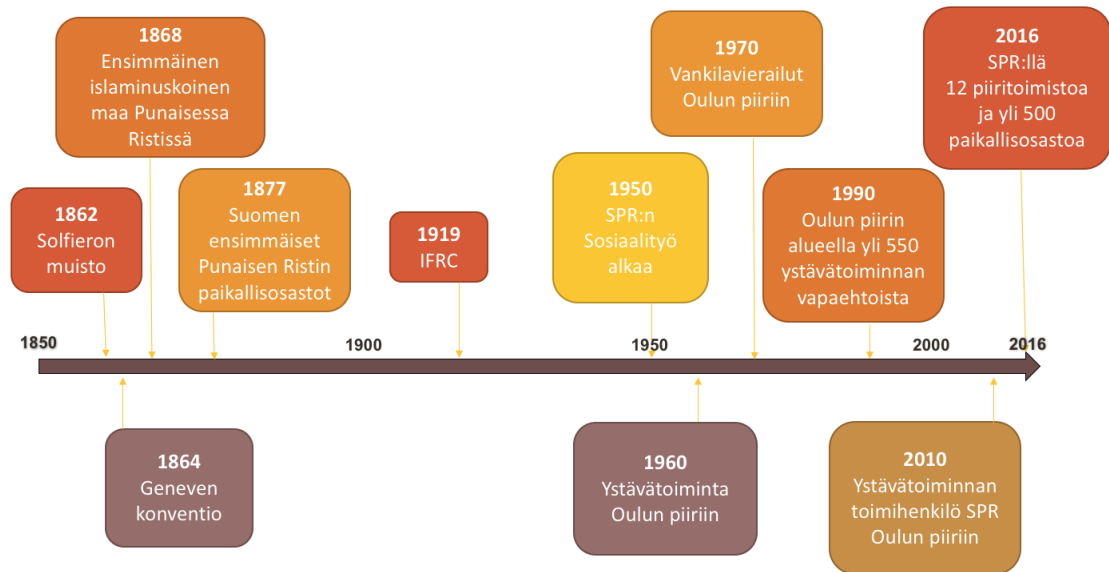 1868
Ensimmäinen
islaminuskoinen
maa Punaisessa
Ristissä
1970
Vankilavierailut
Oulun piiriin
2016
SPR:llä
12 piiritoimistoa
ja yli 500
paikallisosastoa
1862
Solfieron
muisto
1877
Suomen
ensimmäiset
Punaisen Ristin
paikallisosastot
1919
IFRC
1950
SPR:n
Sosiaalityö
alkaa
1990
Oulun piirin
alueella yli 550
ystävätoiminnan
vapaehtoista
1850
1900
1950
2000
2016
1864
Geneven
konventio
1960
Ystävätoiminta
Oulun piiriin
2010
Ystävätoiminnan
toimihenkilö SPR
Oulun piiriin